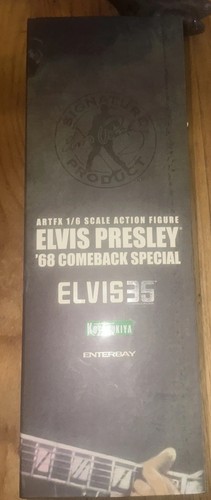 SIGNATURE
PRODUCT
ARTFX 1/6 SCALE ACTION FIGURE
ELVIS PRESLEY
'68 COMEBACK SPECIAL
ELVIS35
KOTOBUKIYA
ENTERBAY